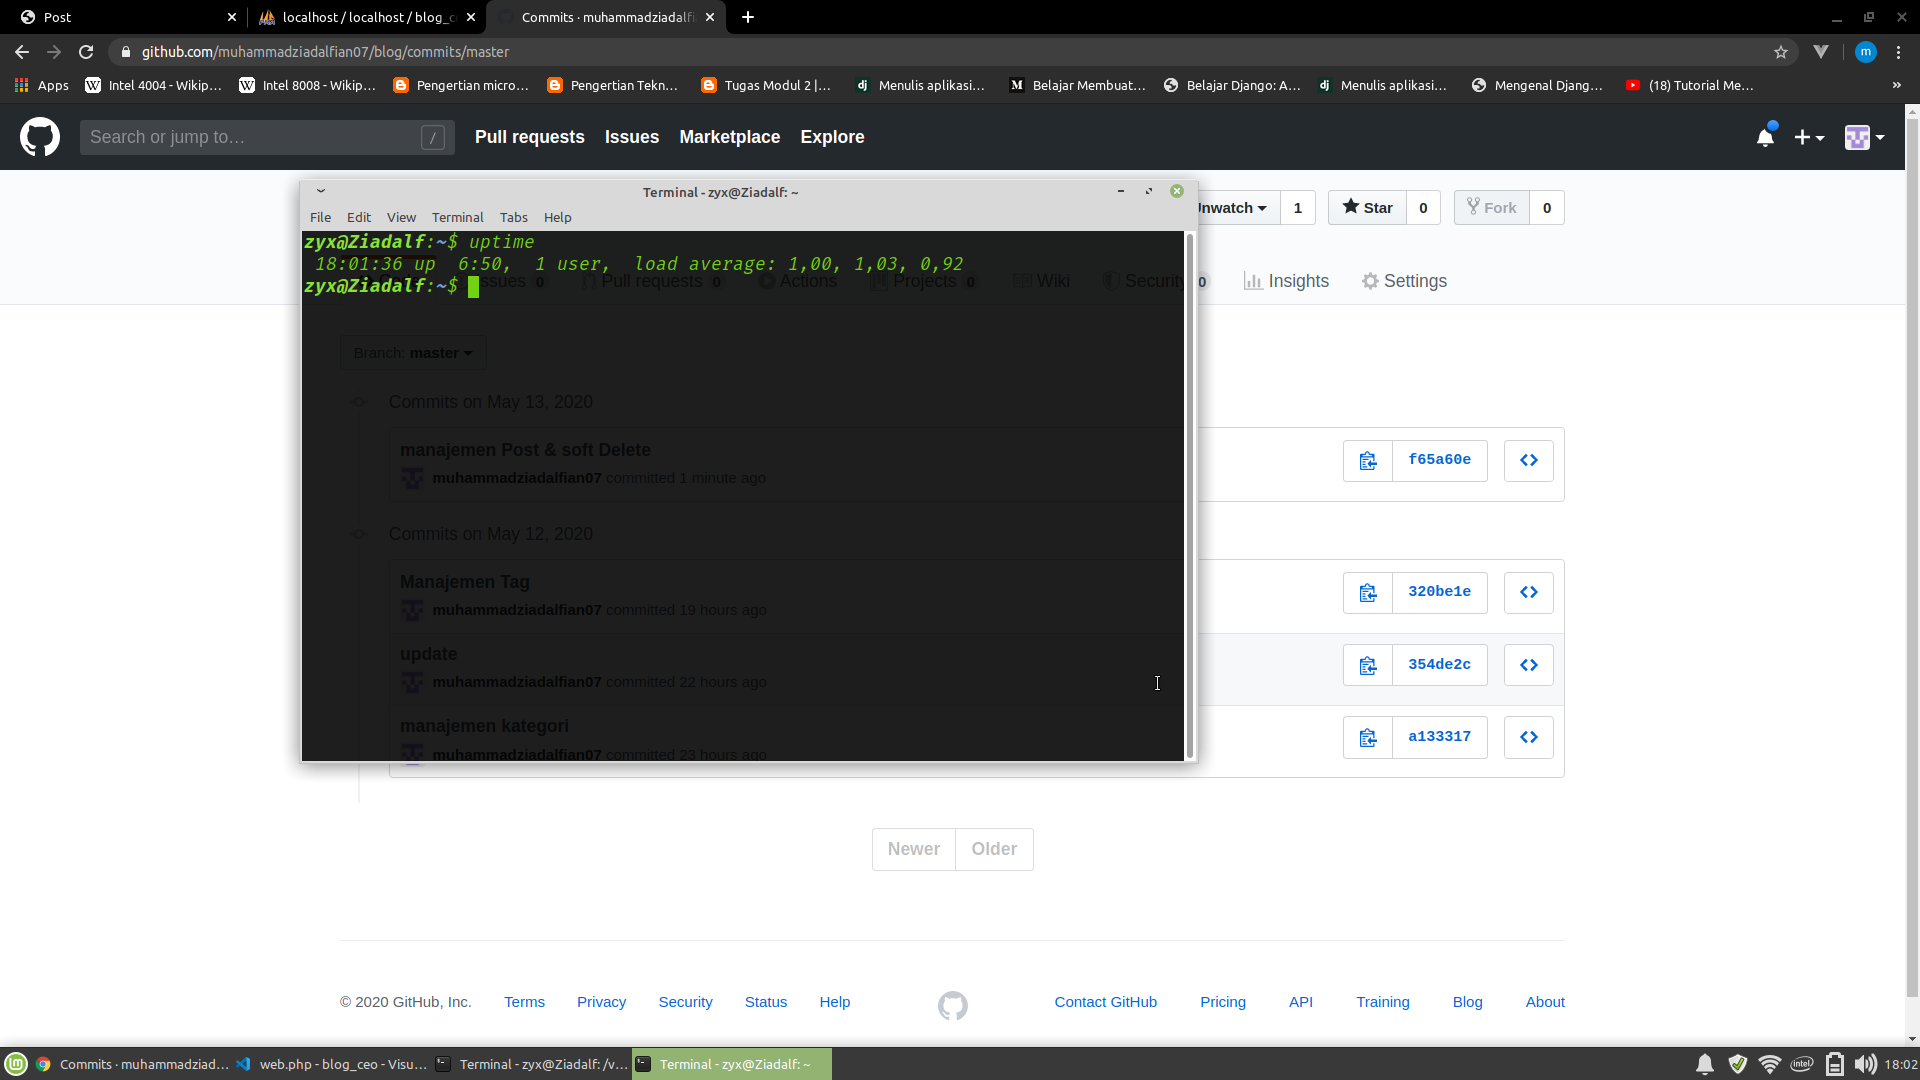 Post
localhost / localhost / blog_c
Commits · muhammadziadalfi
github.com/muhammadziadalfian07/blog/commits/master
m
Apps
Intel 4004 - Wikip…
Intel 8008 - Wikip…
Pengertian micro…
Pengertian Tekn…
Tugas Modul 2 |…
Menulis aplikasi…
Belajar Membuat…
Belajar Django: A…
Menulis aplikasi…
Mengenal Djang…
(18) Tutorial Me…
»
Search or jump to…
/
Pull requests
Issues
Marketplace
Explore
Terminal - zyx@Ziadalf: ~
File Edit View Terminal Tabs Help
zyx@Ziadalf:~$ uptime
18:01:36 up  6:50,  1 user,  load average: 1,00, 1,03, 0,92
zyx@Ziadalf:~$
nwatch 1
Star 0
Fork 0
ssues 0
Pull requests 0
Actions
Projects 0
Wiki
Security 0
Insights
Settings
Branch: master
Commits on May 13, 2020
manajemen Post & soft Delete
muhammadziadalfian07 committed 1 minute ago
f65a60e
Commits on May 12, 2020
Manajemen Tag
muhammadziadalfian07 committed 19 hours ago
320be1e
update
muhammadziadalfian07 committed 22 hours ago
354de2c
manajemen kategori
muhammadziadalfian07 committed 23 hours ago
a133317
Newer Older
© 2020 GitHub, Inc. Terms Privacy Security Status Help
Contact GitHub Pricing API Training Blog About
Commits · muhammadziad…
web.php - blog_ceo - Visu…
Terminal - zyx@Ziadalf: /v…
Terminal - zyx@Ziadalf: ~
18:02